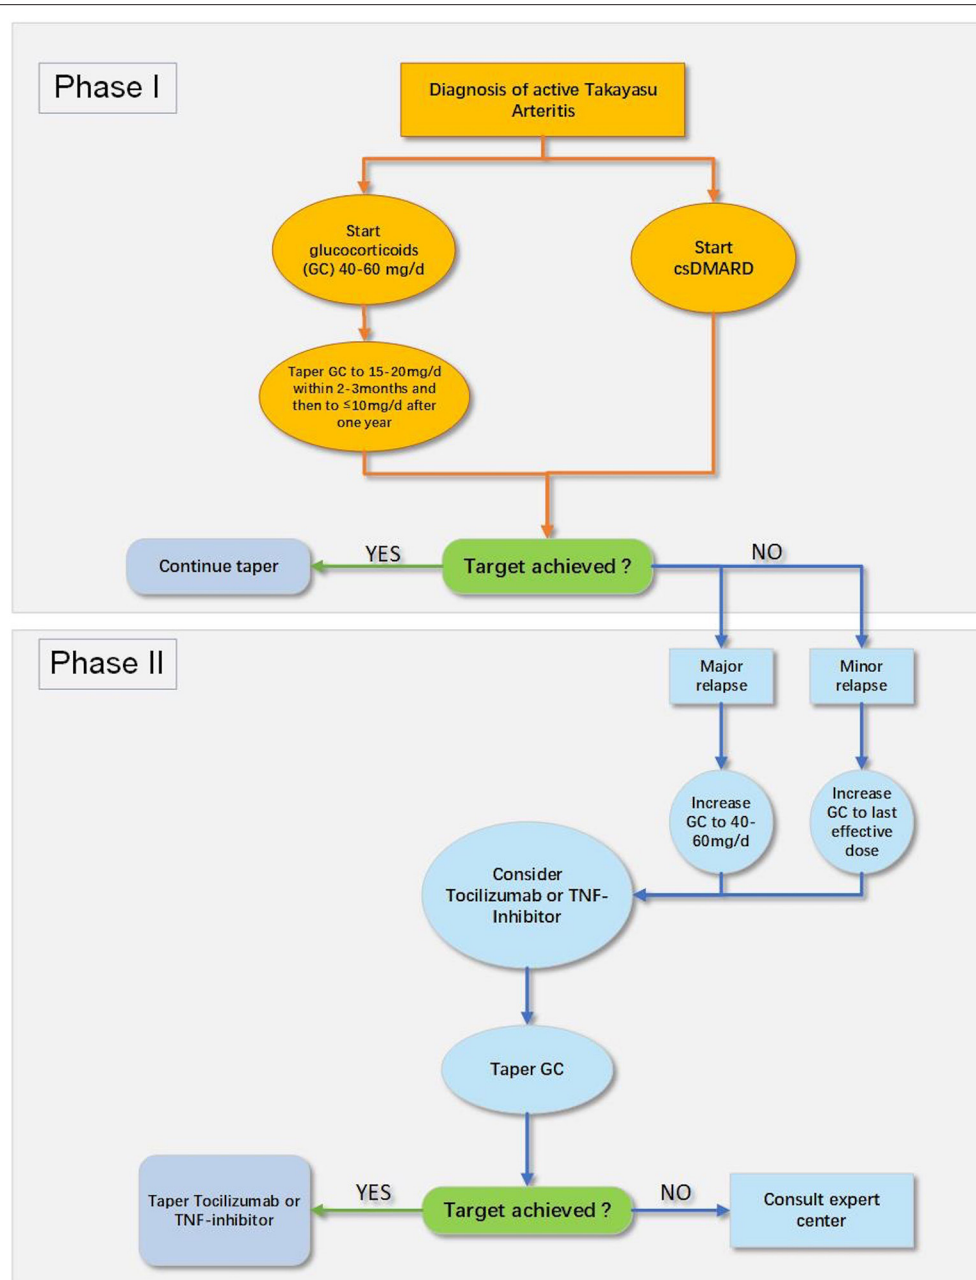 Phase I
Diagnosis of active Takayasu
Arteritis
Start
glucocorticoids
(GC) 40-60 mg/d
Start
csDMARD
Taper GC to 15-20mg/d
within 2-3months and
then to ≤10mg/d after
one year
Continue taper
YES
Target achieved ?
NO
Phase II
Major
relapse
Minor
relapse
Increase
GC to 40-
60mg/d
Increase
GC to last
effective
dose
Consider
Tocilizumab or TNF-
Inhibitor
Taper GC
Taper Tocilizumab or
TNF-inhibitor
YES
Target achieved ?
NO
Consult expert
center